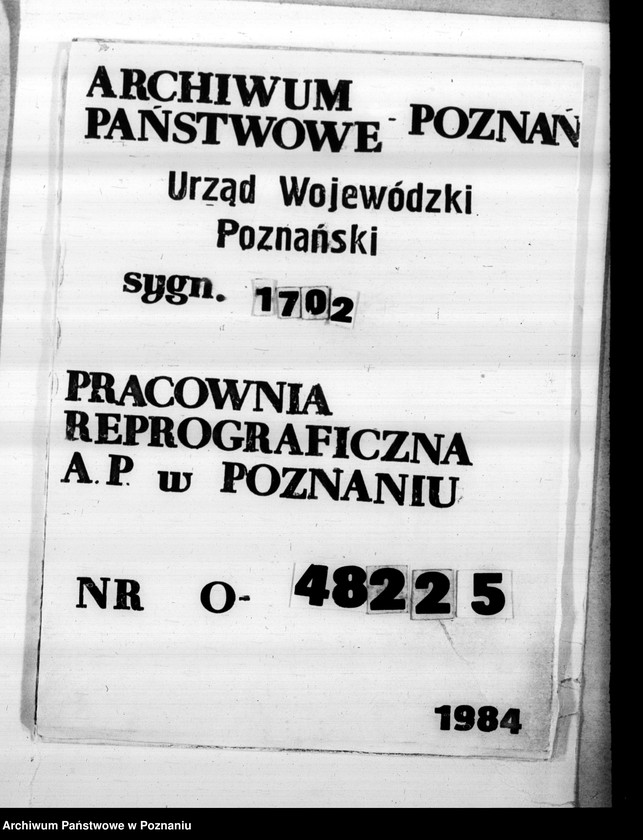 ARCHIWUM
PAŃSTWOWE - POZNAŃ
Urząd Wojewódzki
Poznański
sygn. 1702
PRACOWNIA
REPROGRAFICZNA
A.P. w POZNANIU
NR O- 48225
1984
Archiwum Państwowe w Poznaniu